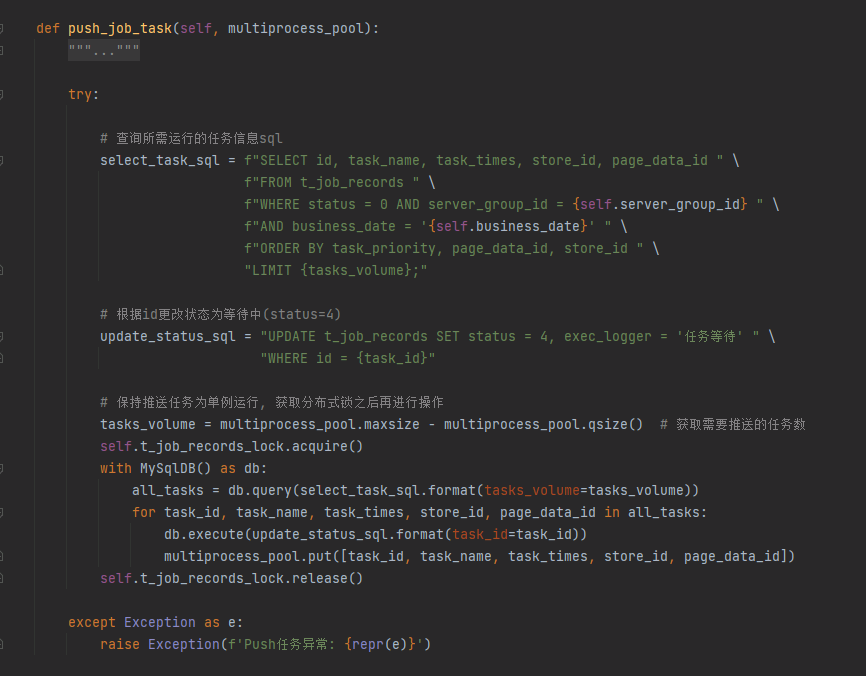 def push_job_task(self, multiprocess_pool):
"""..."""
try:
# 查询所需运行的任务信息sql
select_task_sql = f"SELECT id, task_name, task_times, store_id, page_data_id " \
f"FROM t_job_records " \
f"WHERE status = 0 AND server_group_id = {self.server_group_id} " \
f"AND business_date = '{self.business_date}' " \
f"ORDER BY task_priority, page_data_id, store_id " \
"LIMIT {tasks_volume};"
# 根据id更改状态为等待中(status=4)
update_status_sql = "UPDATE t_job_records SET status = 4, exec_logger = '任务等待' " \
"WHERE id = {task_id}"
# 保持推送任务为单例运行, 获取分布式锁之后再进行操作
tasks_volume = multiprocess_pool.maxsize - multiprocess_pool.qsize()  # 获取需要推送的任务数
self.t_job_records_lock.acquire()
with MySqlDB() as db:
all_tasks = db.query(select_task_sql.format(tasks_volume=tasks_volume))
for task_id, task_name, task_times, store_id, page_data_id in all_tasks:
db.execute(update_status_sql.format(task_id=task_id))
multiprocess_pool.put([task_id, task_name, task_times, store_id, page_data_id])
self.t_job_records_lock.release()
except Exception as e:
raise Exception(f'Push任务异常: {repr(e)}')